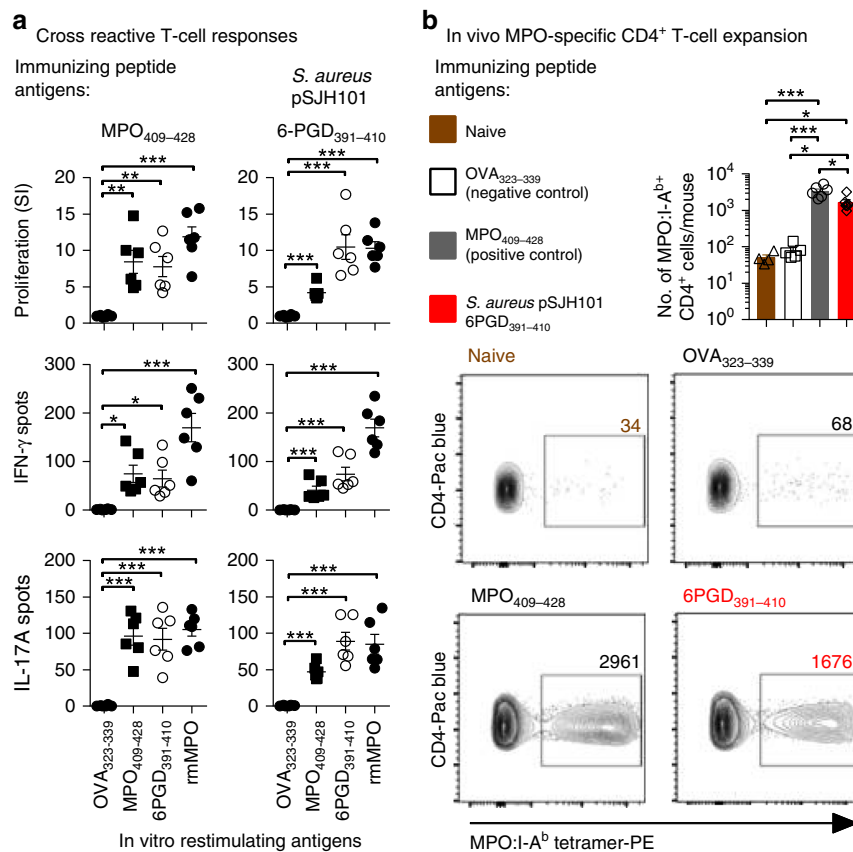 a Cross reactive T-cell responses
Immunizing peptide
antigens:
S. aureus
pSJH101
MPO409–428
6-PGD391–410
Proliferation (SI)
20
15
10
5
0
***
**
**
20
15
10
5
0
***
***
***
IFN-γ spots
300
200
100
0
***
*
*
300
200
100
0
***
***
***
IL-17A spots
200
150
100
50
0
***
***
***
200
150
100
50
0
***
***
***
OVA323-339
MPO409-428
6PGD391-410
rmMPO
OVA323-339
MPO409-428
6PGD391-410
rmMPO
In vitro restimulating antigens
b In vivo MPO-specific CD4+ T-cell expansion
Immunizing peptide
antigens:
Naive
OVA323–339
(negative control)
MPO409–428
(positive control)
S. aureus pSJH101
6PGD391–410
No. of MPO:I-Ab+
CD4+ cells/mouse
10^4
10^3
10^2
10^1
10^0
***
*
***
*
*
Naive
34
CD4-Pac blue
OVA323–339
68
MPO409–428
2961
CD4-Pac blue
6PGD391–410
1676
MPO:I-Ab tetramer-PE